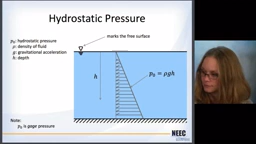 Hydrostatic Pressure
marks the free surface
p₀: hydrostatic pressure
ρ: density of fluid
g: gravitational acceleration
h: depth
h
p₀ = ρgh
Note:
p₀ is gage pressure
NEEC